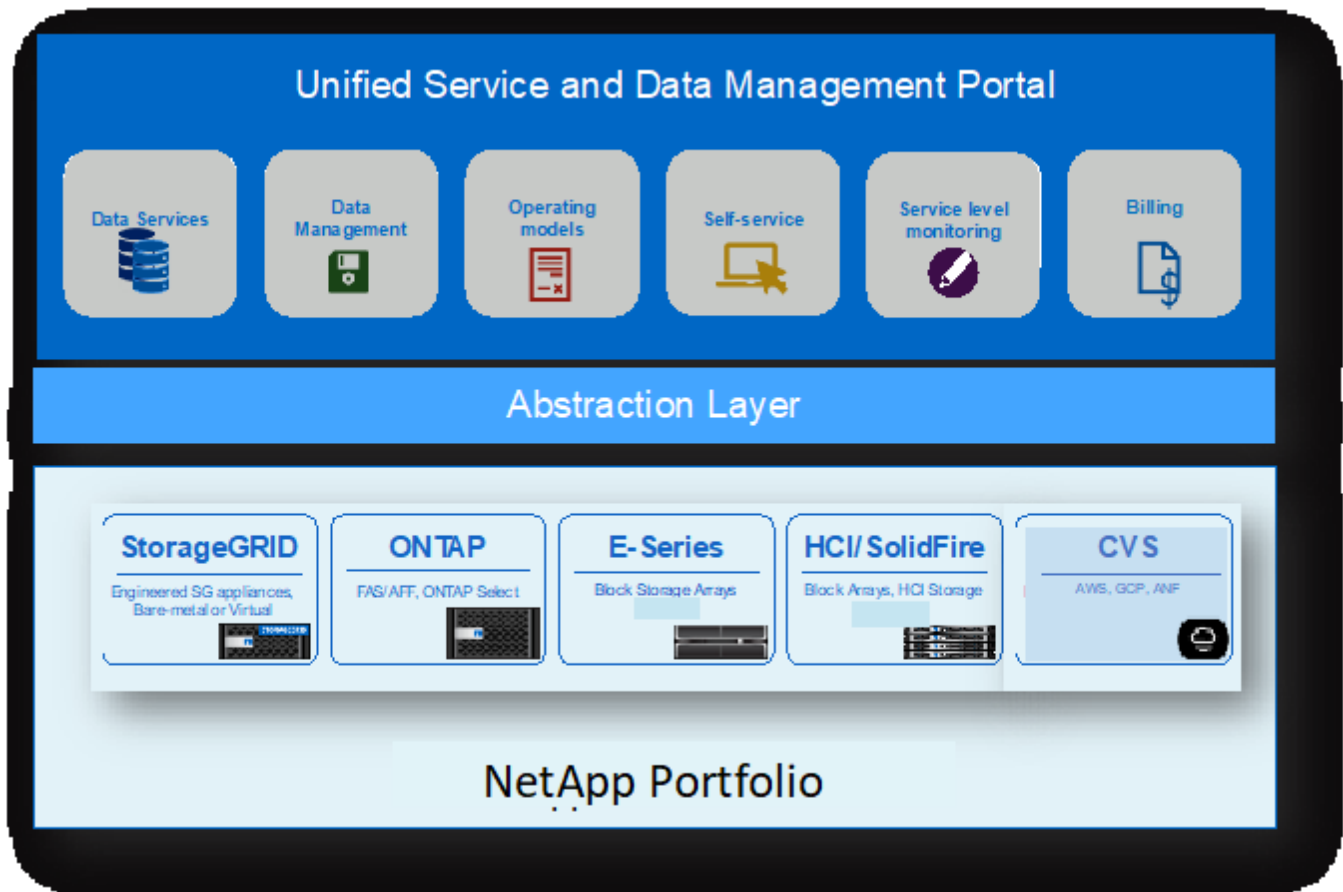 Unified Service and Data Management Portal
Data Services
Data
Management
Operating
models
Self-service
Service level
monitoring
Billing
Abstraction Layer
StorageGRID
Engineered SG appliances,
Bare-metal or Virtual
ONTAP
FAS/AFF, ONTAP Select
E-Series
Block Storage Arrays
HCI/SolidFire
Block Arrays, HCI Storage
CVS
AWS, GCP, ANF
NetApp Portfolio